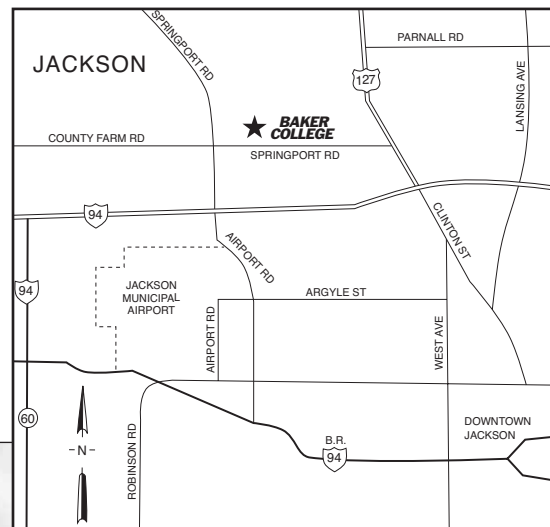 SPRINGPORT RD
PARNALL RD
JACKSON
127
LANSING AVE
BAKER
COLLEGE
COUNTY FARM RD
SPRINGPORT RD
94
CLINTON ST
AIRPORT RD
94
JACKSON
MUNICIPAL
AIRPORT
ARGYLE ST
AIRPORT RD
WEST AVE
60
-N-
ROBINSON RD
B.R.
94
DOWNTOWN
JACKSON